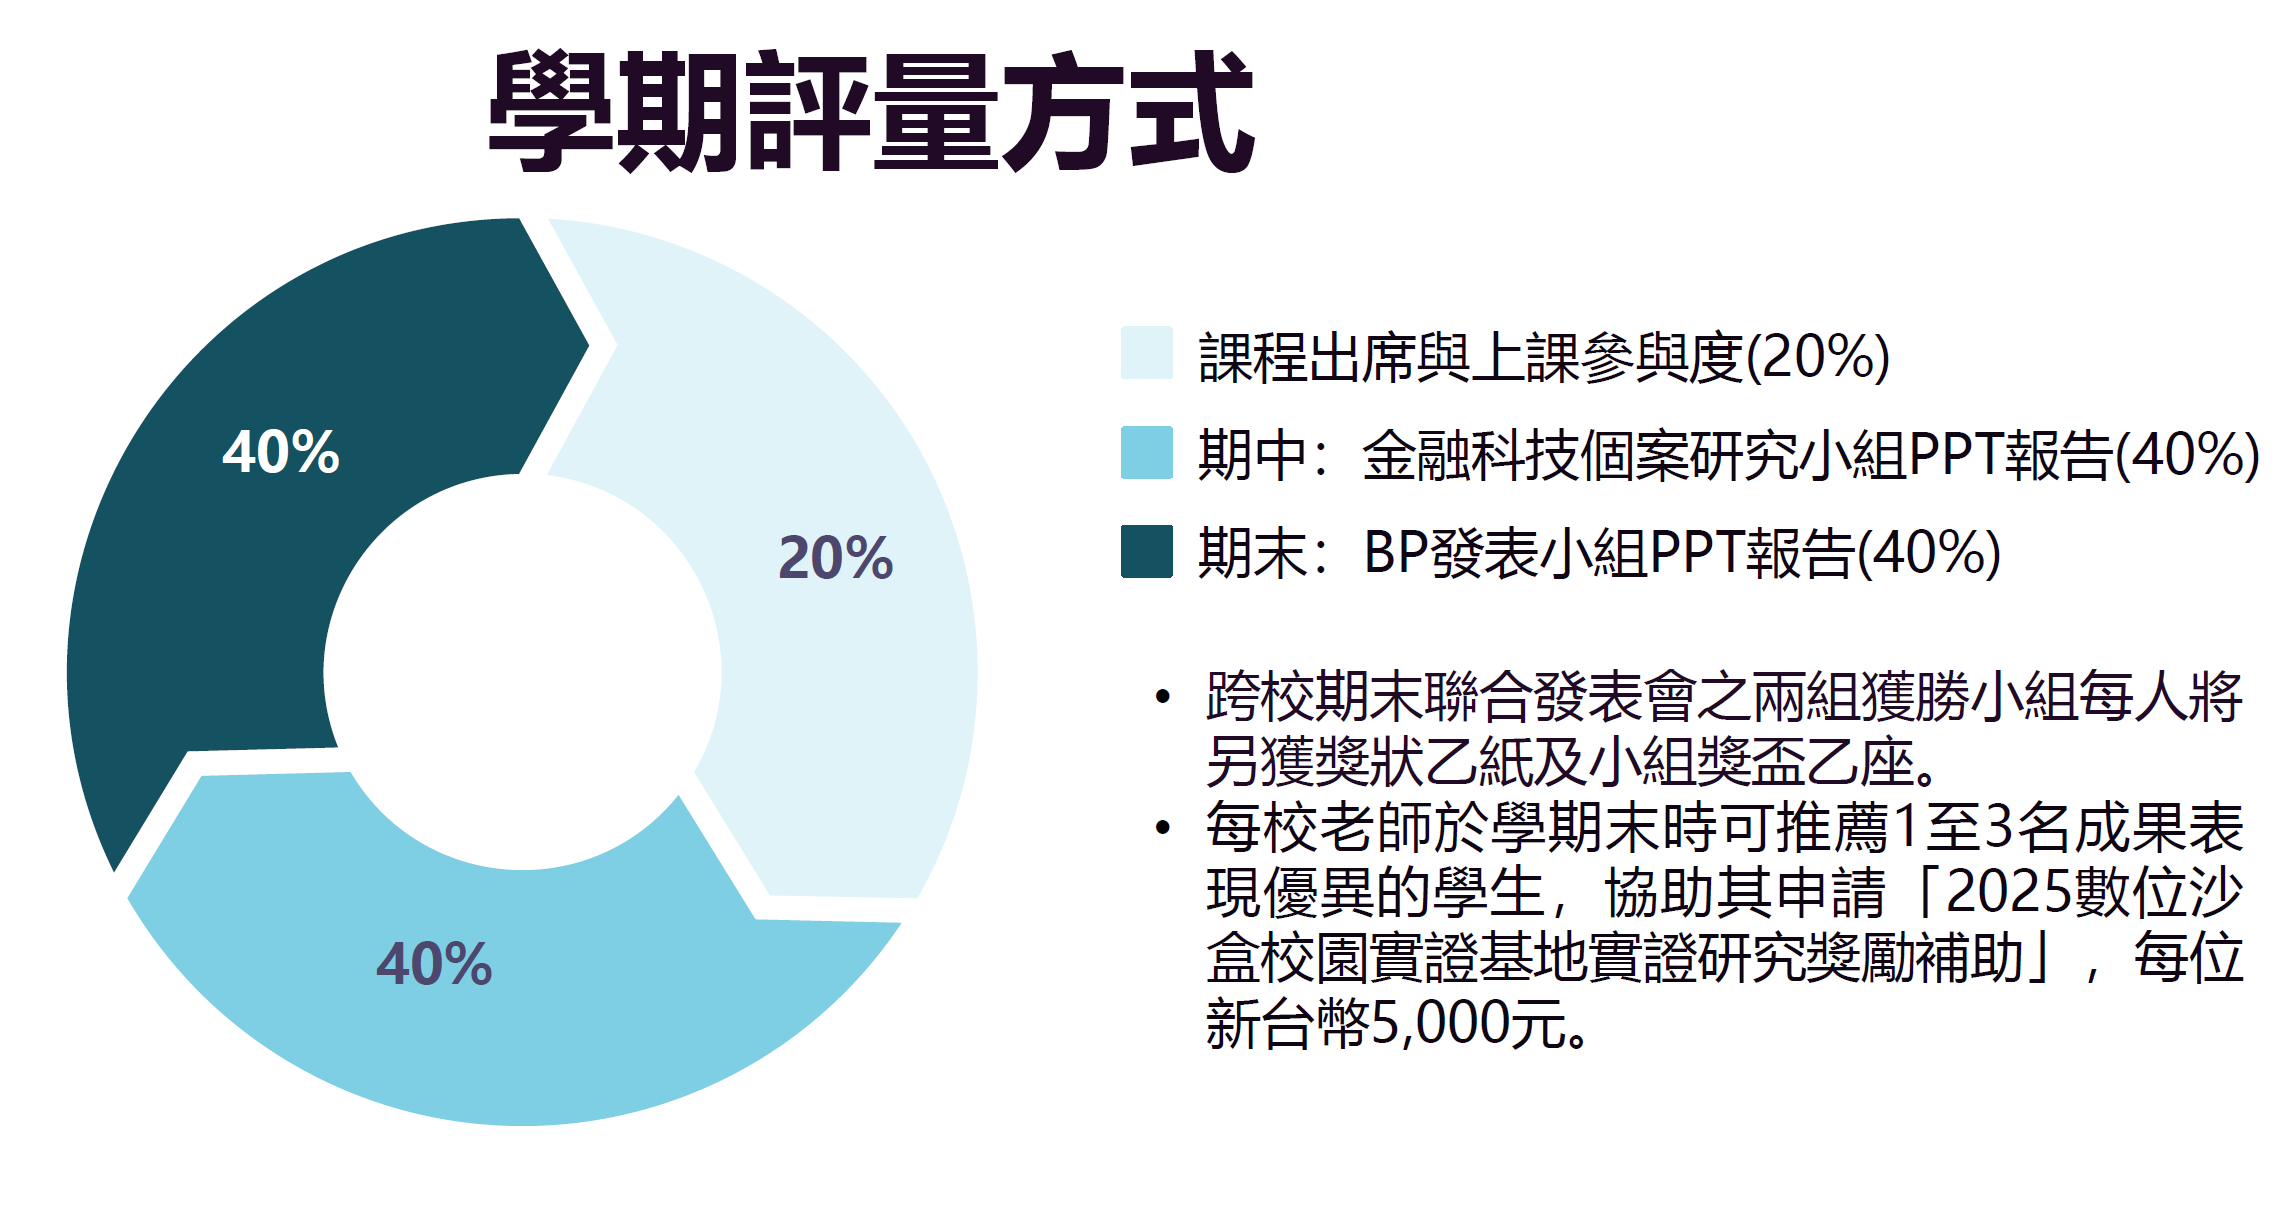 學期評量方式
40%
20%
40%
課程出席與上課參與度(20%)
期中：金融科技個案研究小組PPT報告(40%)
期末：BP發表小組PPT報告(40%)
• 跨校期末聯合發表會之兩組獲勝小組每人將
另獲獎狀乙紙及小組獎盃乙座。
• 每校老師於學期末時可推薦1至3名成果表
現優異的學生，協助其申請「2025數位沙
盒校園實證基地實證研究獎勵補助」，每位
新台幣5,000元。